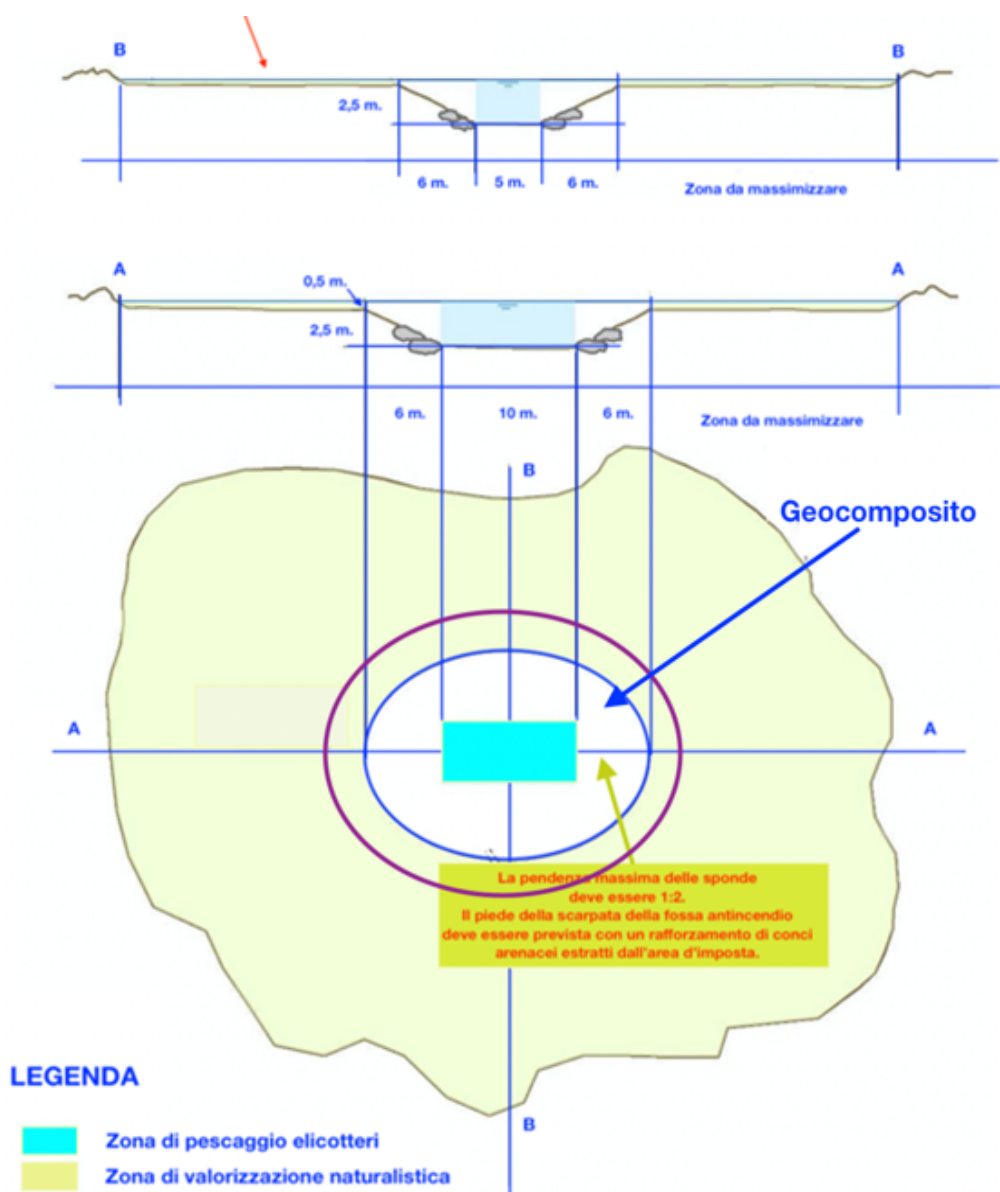 B B
2,5 m.
6 m. 5 m. 6 m. Zona da massimizzare
A A
0,5 m.
2,5 m.
6 m. 10 m. 6 m. Zona da massimizzare
B
Geocomposito
A A
La pendenza massima delle sponde
deve essere 1:2.
Il piede della scarpata della fossa antincendio
deve essere prevista con un rafforzamento di conci
arenacei estratti dall'area d'imposta.
LEGENDA
B
Zona di pescaggio elicotteri
Zona di valorizzazione naturalistica